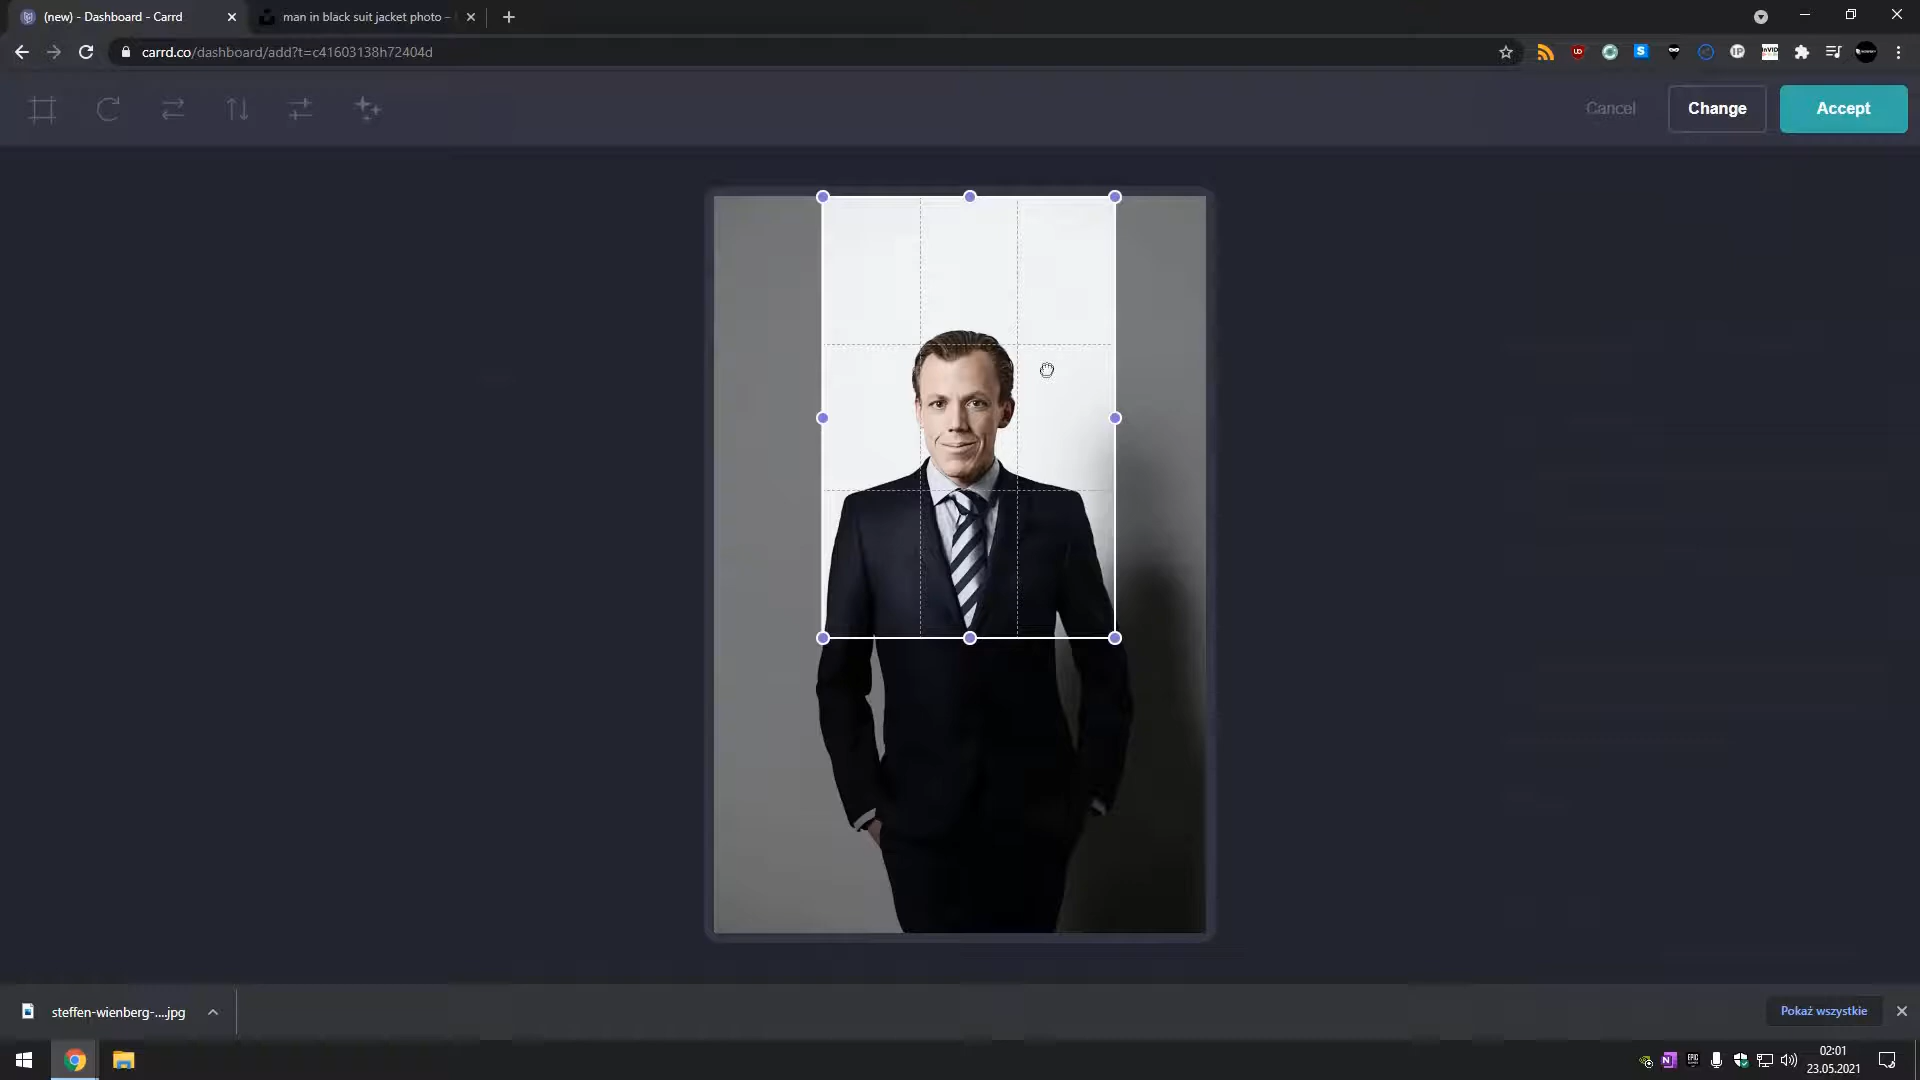 (new) - Dashboard - Carrd
man in black suit jacket photo –
carrd.co/dashboard/add?t=c41603138h72404d
Cancel
Change
Accept
steffen-wienberg-....jpg
Pokaż wszystkie
02:01
23.05.2021